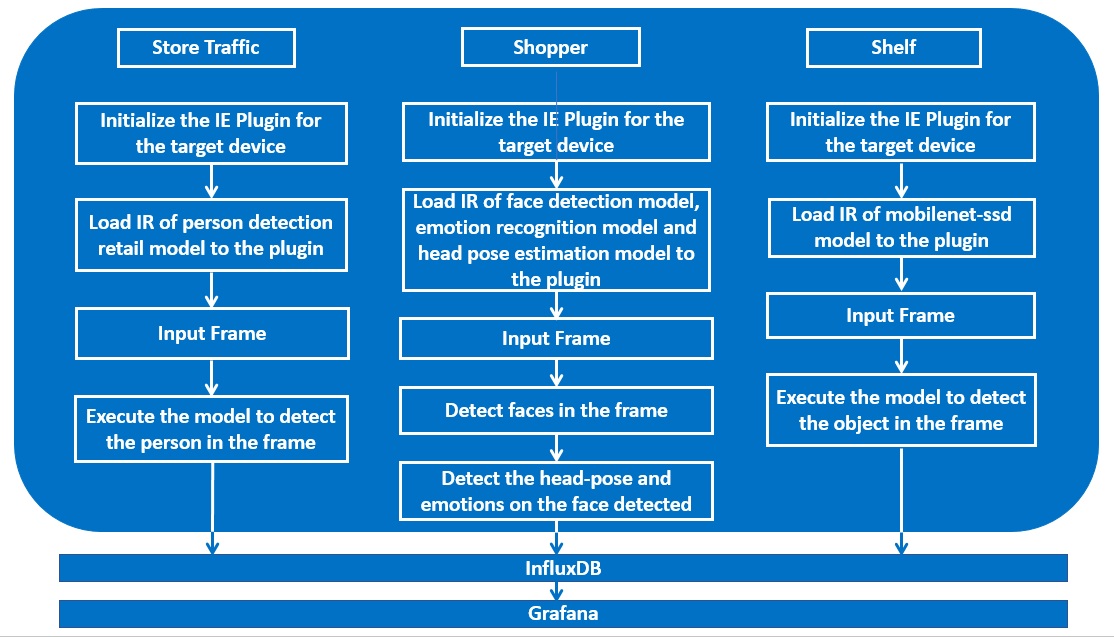 Store Traffic
Initialize the IE Plugin for
the target device
Load IR of person detection
retail model to the plugin
Input Frame
Execute the model to detect
the person in the frame
Shopper
Initialize the IE Plugin for the
target device
Load IR of face detection model,
emotion recognition model and
head pose estimation model to
the plugin
Input Frame
Detect faces in the frame
Detect the head-pose and
emotions on the face detected
Shelf
Initialize the IE Plugin for
the target device
Load IR of mobilenet-ssd
model to the plugin
Input Frame
Execute the model to detect
the object in the frame
InfluxDB
Grafana